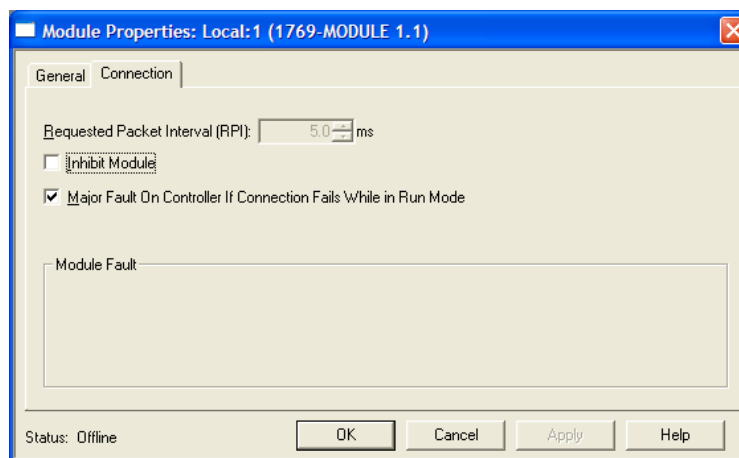 Module Properties: Local:1 (1769-MODULE 1.1)
General Connection
Requested Packet Interval (RPI): 5.0 ms
Inhibit Module
Major Fault On Controller If Connection Fails While in Run Mode
Module Fault
Status: Offline OK Cancel Apply Help